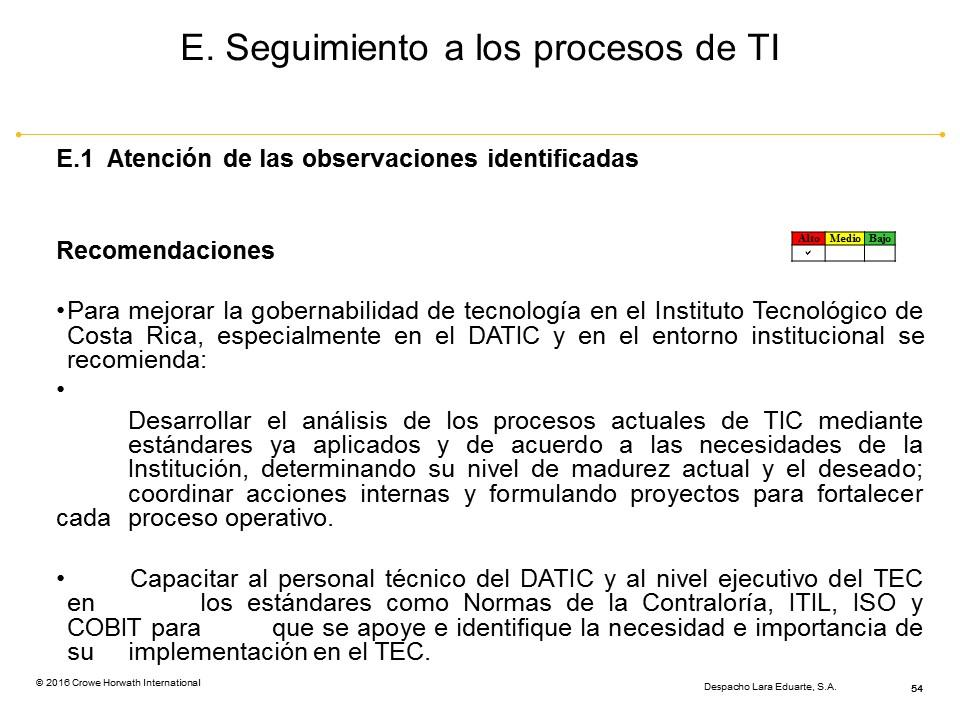 E. Seguimiento a los procesos de TI
E.1 Atención de las observaciones identificadas
Recomendaciones
Alto Medio Bajo
✓
•Para mejorar la gobernabilidad de tecnología en el Instituto Tecnológico de
Costa Rica, especialmente en el DATIC y en el entorno institucional se
recomienda:
•
Desarrollar el análisis de los procesos actuales de TIC mediante
estándares ya aplicados y de acuerdo a las necesidades de la
Institución, determinando su nivel de madurez actual y el deseado;
coordinar acciones internas y formulando proyectos para fortalecer
cada proceso operativo.
• Capacitar al personal técnico del DATIC y al nivel ejecutivo del TEC
en los estándares como Normas de la Contraloría, ITIL, ISO y
COBIT para que se apoye e identifique la necesidad e importancia de
su implementación en el TEC.
© 2016 Crowe Horwath International
Despacho Lara Eduarte, S.A.
54